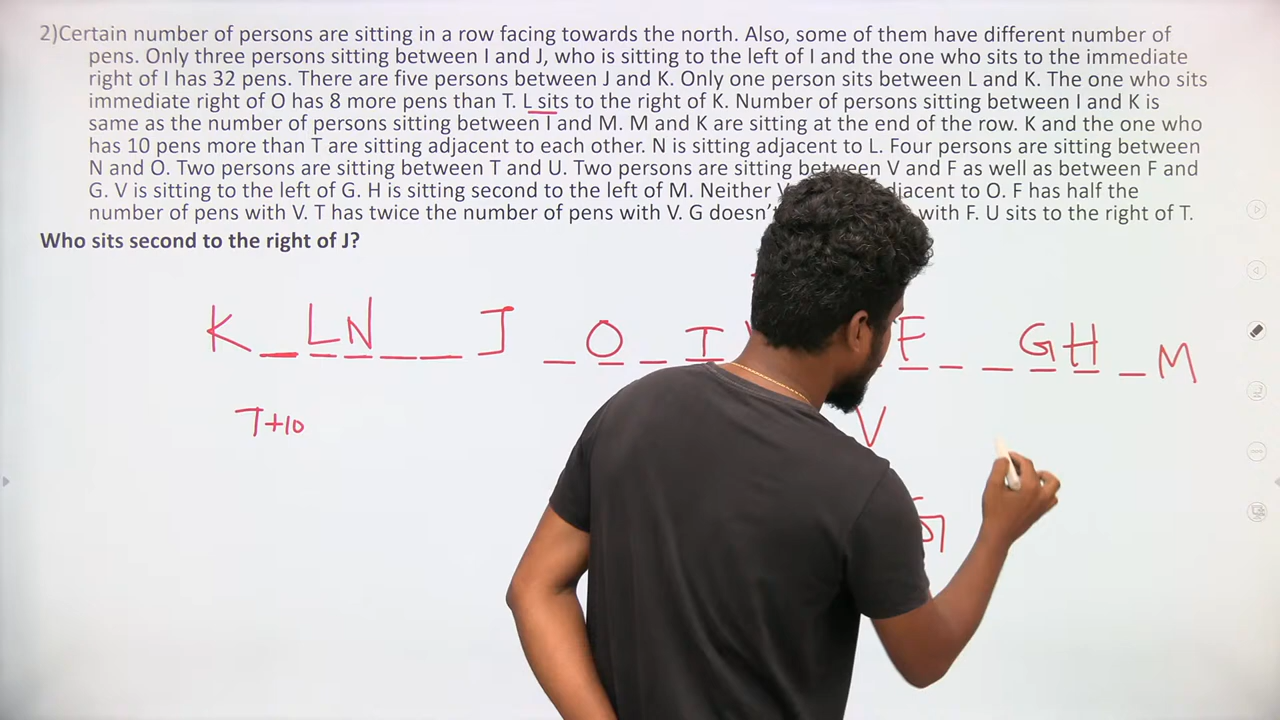 2)Certain number of persons are sitting in a row facing towards the north. Also, some of them have different number of
pens. Only three persons sitting between I and J, who is sitting to the left of I and the one who sits to the immediate
right of I has 32 pens. There are five persons between J and K. Only one person sits between L and K. The one who sits
immediate right of O has 8 more pens than T. L sits to the right of K. Number of persons sitting between I and K is
same as the number of persons sitting between I and M. M and K are sitting at the end of the row. K and the one who
has 10 pens more than T are sitting adjacent to each other. N is sitting adjacent to L. Four persons are sitting between
N and O. Two persons are sitting between T and U. Two persons are sitting between V and F as well as between F and
G. V is sitting to the left of G. H is sitting second to the left of M. Neither adjacent to O. F has half the
number of pens with V. T has twice the number of pens with V. G doesn't with F. U sits to the right of T.
Who sits second to the right of J?
K _ L N _ _ J _ O _ I F _ _ G H _ M
T+10 V